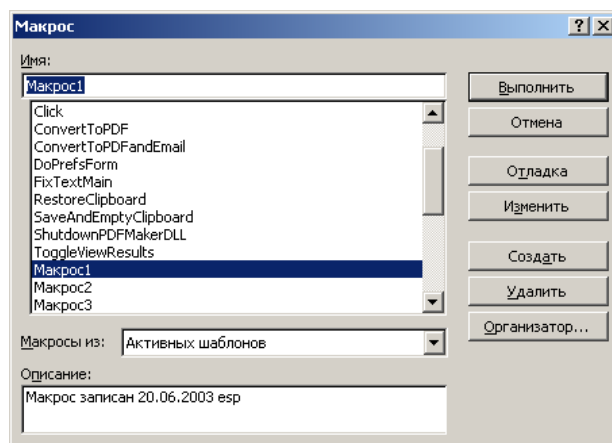 Макрос
Имя:
Макрос1
Click
ConvertToPDF
ConvertToPDFandEmail
DoPrefsForm
FixTextMain
RestoreClipboard
SaveAndEmptyClipboard
ShutdownPDFMakerDLL
ToggleViewResults
Макрос1
Макрос2
Макрос3
Макросы из: Активных шаблонов
Описание:
Макрос записан 20.06.2003 esp
Выполнить
Отмена
Отладка
Изменить
Создать
Удалить
Организатор...